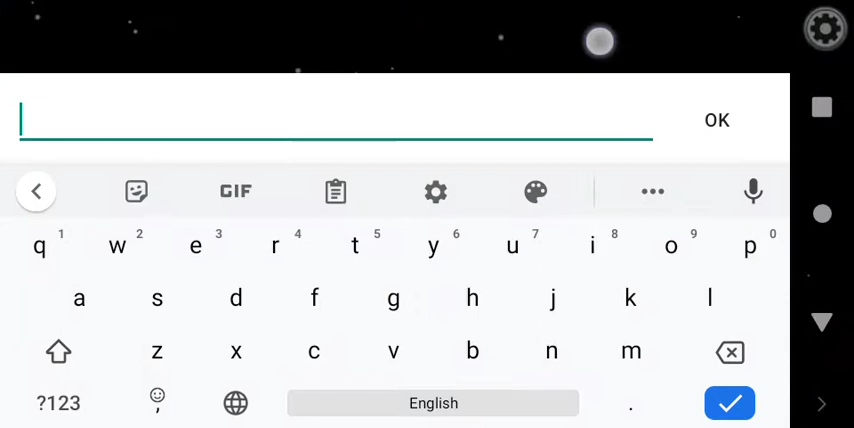 OK
GIF
q 1 w 2 e 3 r 4 t 5 y 6 u 7 i 8 o 9 p 0
a s d f g h j k l
z x c v b n m
?123 , English .